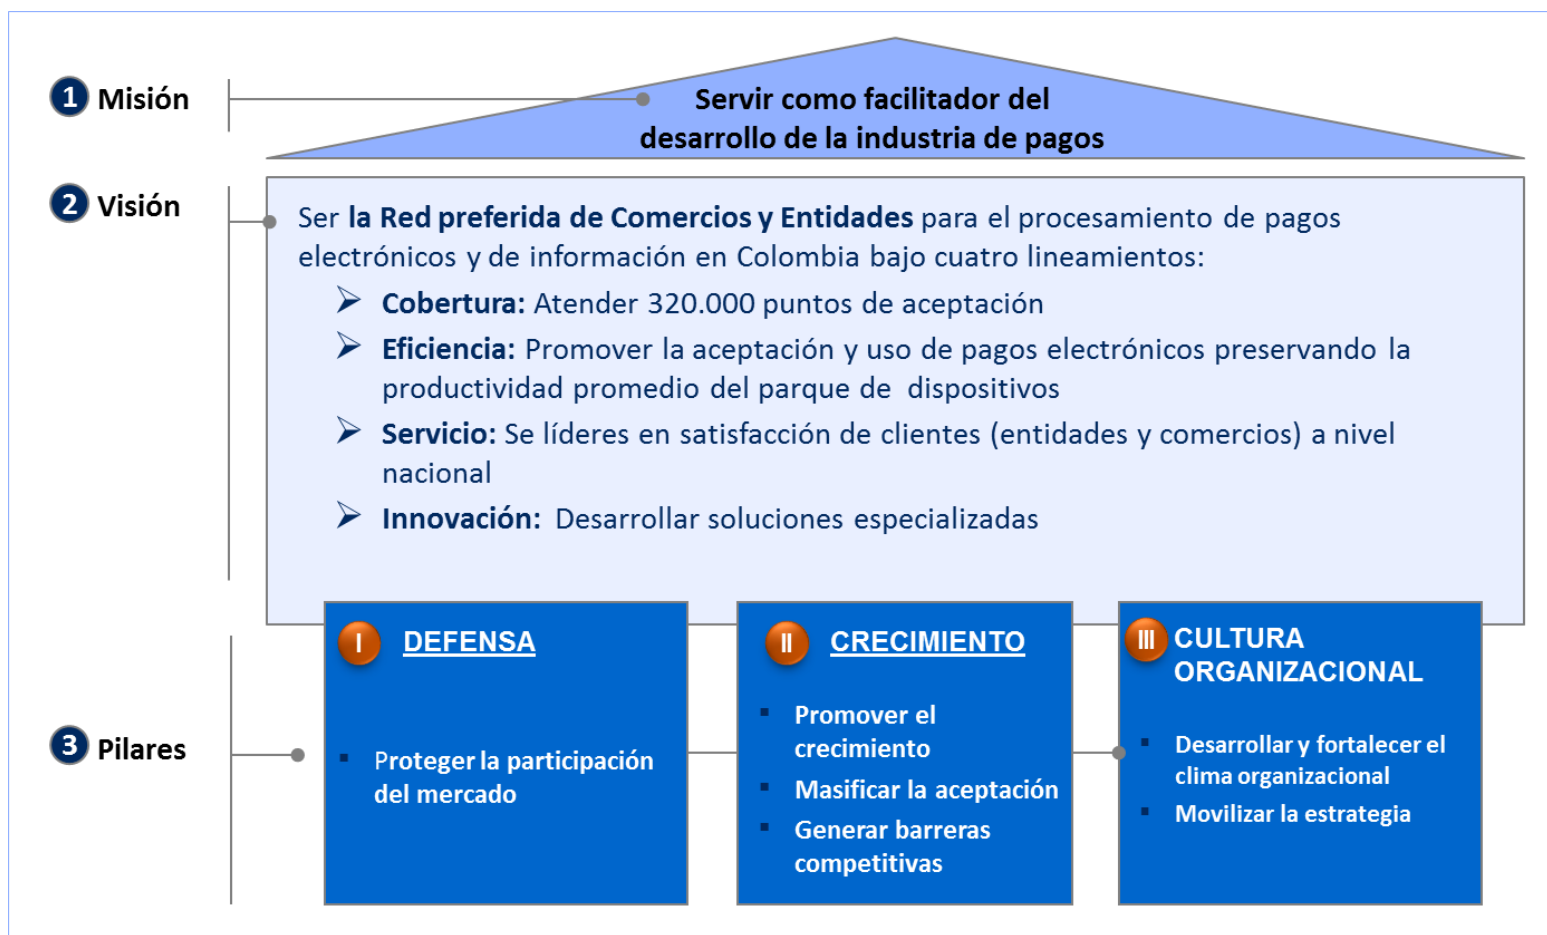 1 Misión
Servir como facilitador del
desarrollo de la industria de pagos
2 Visión
Ser la Red preferida de Comercios y Entidades para el procesamiento de pagos
electrónicos y de información en Colombia bajo cuatro lineamientos:
➢ Cobertura: Atender 320.000 puntos de aceptación
➢ Eficiencia: Promover la aceptación y uso de pagos electrónicos preservando la
productividad promedio del parque de dispositivos
➢ Servicio: Se líderes en satisfacción de clientes (entidades y comercios) a nivel
nacional
➢ Innovación: Desarrollar soluciones especializadas
3 Pilares
I DEFENSA
▪ Proteger la participación
del mercado
II CRECIMIENTO
▪ Promover el
crecimiento
▪ Masificar la aceptación
▪ Generar barreras
competitivas
III CULTURA
ORGANIZACIONAL
▪ Desarrollar y fortalecer el
clima organizacional
▪ Movilizar la estrategia